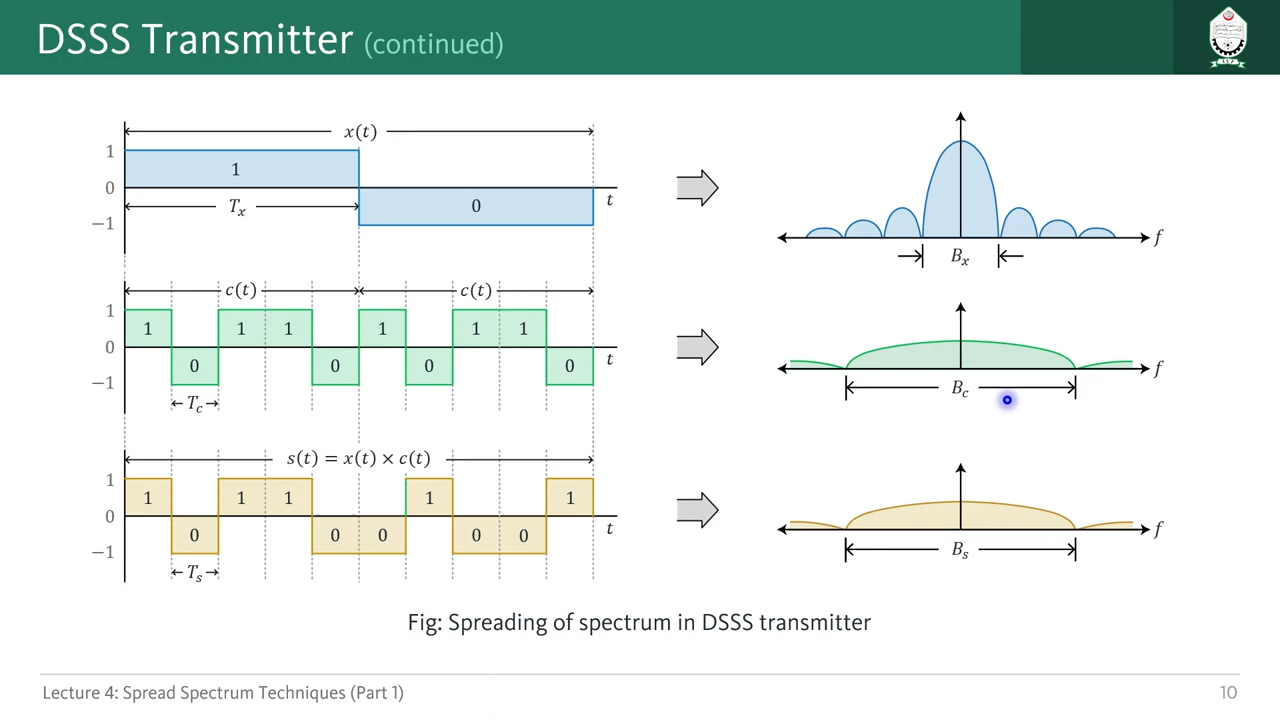 DSSS Transmitter (continued)
x(t)
1
0
−1
1
T_x
0
t
B_x
f
c(t) c(t)
1
0
−1
1 0 1 1 0 1 0 1 1 0
t
T_c
B_c
f
s(t) = x(t) × c(t)
1
0
−1
1 0 1 1 0 0 1 0 0 1
t
T_s
B_s
f
Fig: Spreading of spectrum in DSSS transmitter
Lecture 4: Spread Spectrum Techniques (Part 1) 10